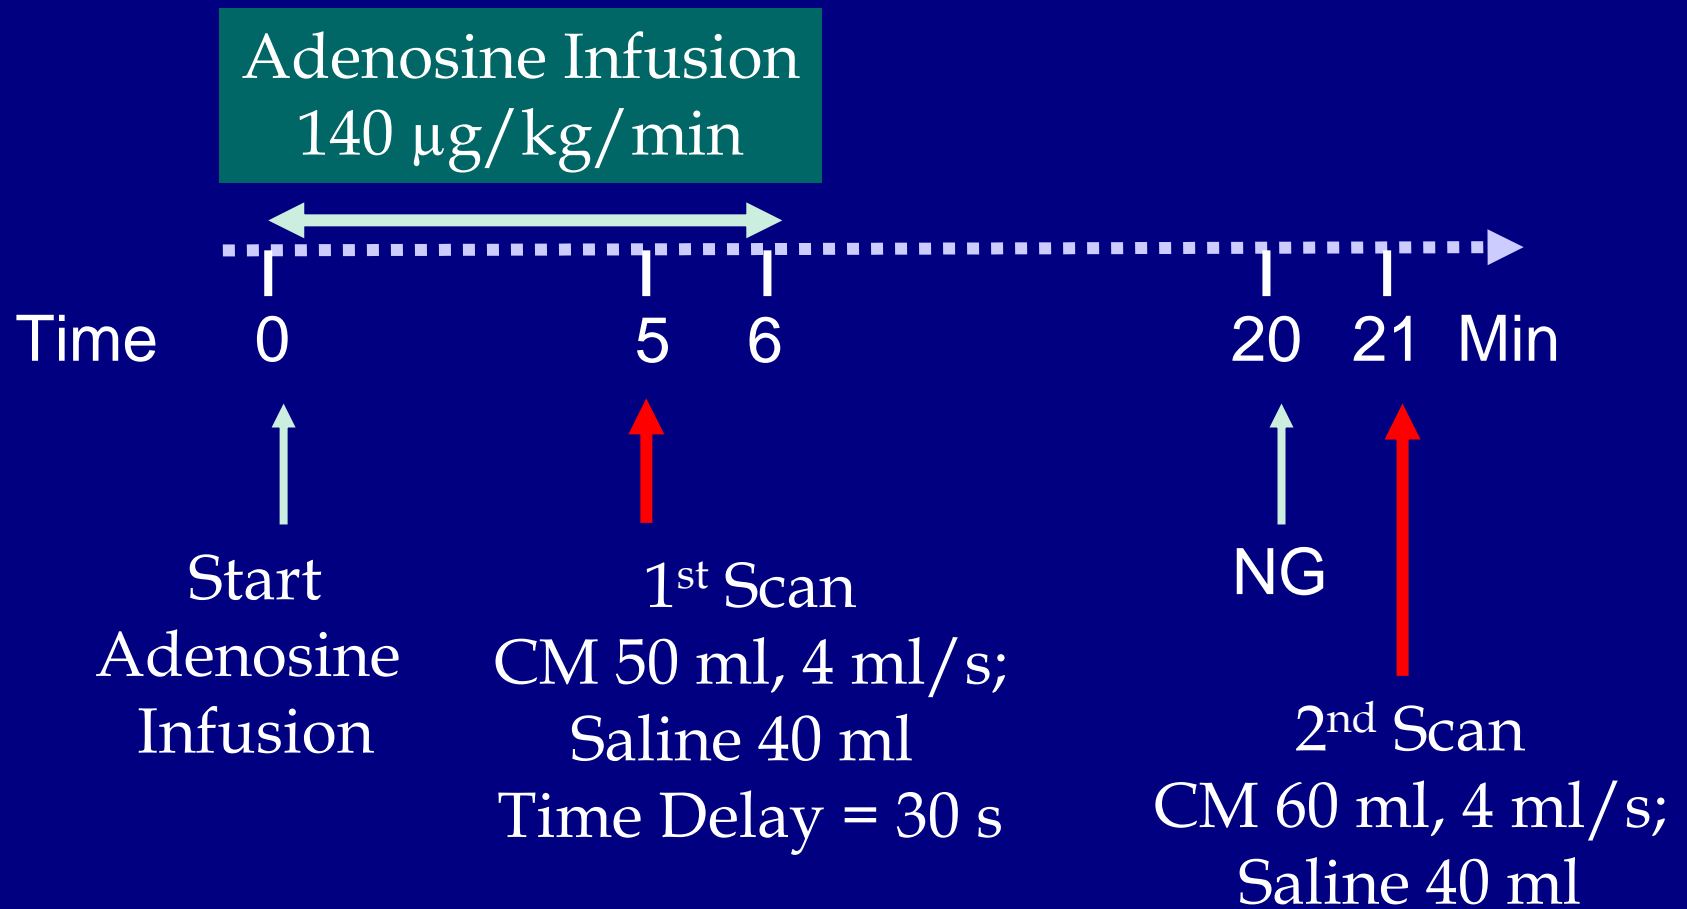 Adenosine Infusion
140 µg/kg/min
Time 0 5 6 20 21 Min
Start
Adenosine
Infusion
1st Scan
CM 50 ml, 4 ml/s;
Saline 40 ml
Time Delay = 30 s
NG
2nd Scan
CM 60 ml, 4 ml/s;
Saline 40 ml